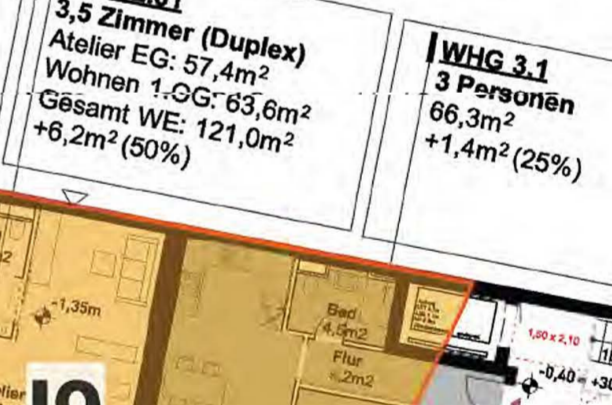 3,5 Zimmer (Duplex)
Atelier EG: 57,4m²
Wohnen 1.OG: 63,6m²
Gesamt WE: 121,0m²
+6,2m² (50%)
WHG 3.1
3 Personen
66,3m²
+1,4m² (25%)
-1,35m
Bad
4,5m2
Flur
1,50 x 2,10
-0,40